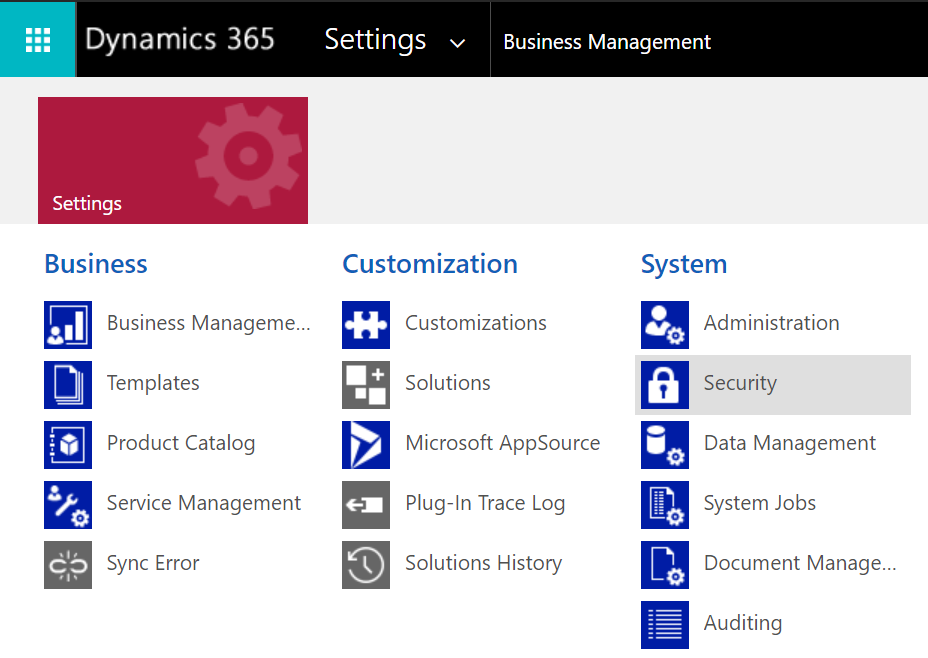 Dynamics 365
Settings
Business Management
Settings
Business
Business Manageme...
Templates
Product Catalog
Service Management
Sync Error
Customization
Customizations
Solutions
Microsoft AppSource
Plug-In Trace Log
Solutions History
System
Administration
Security
Data Management
System Jobs
Document Manage...
Auditing